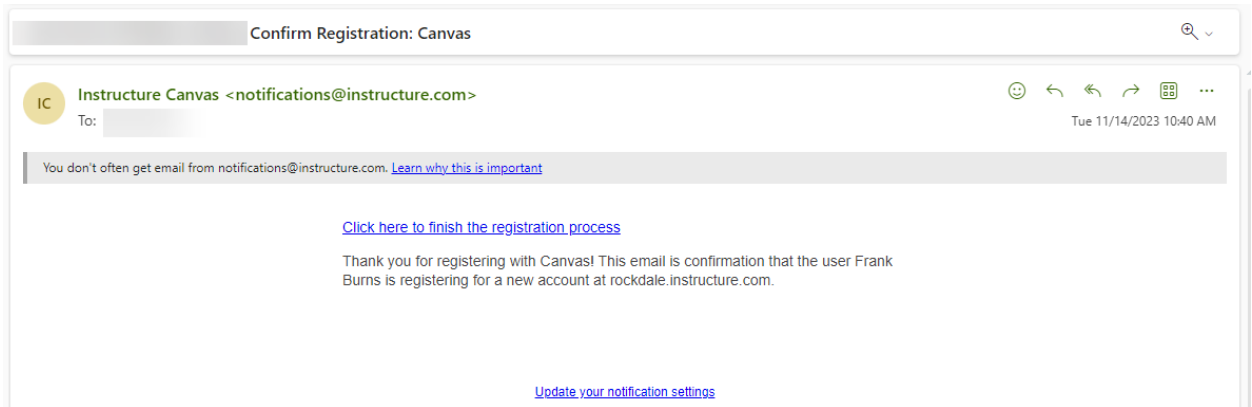 Confirm Registration: Canvas
IC
Instructure Canvas <notifications@instructure.com>
To:
Tue 11/14/2023 10:40 AM
You don't often get email from notifications@instructure.com. Learn why this is important
Click here to finish the registration process
Thank you for registering with Canvas! This email is confirmation that the user Frank
Burns is registering for a new account at rockdale.instructure.com.
Update your notification settings